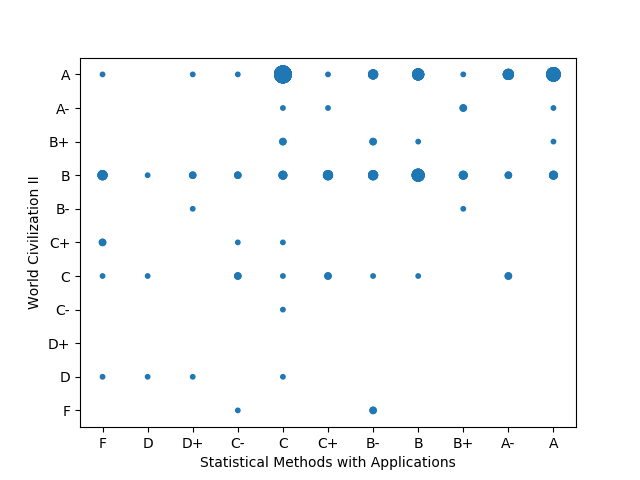 A
A-
B+
B
B-
C+
C
C-
D+
D
F
World Civilization II
F D D+ C- C C+ B- B B+ A- A
Statistical Methods with Applications